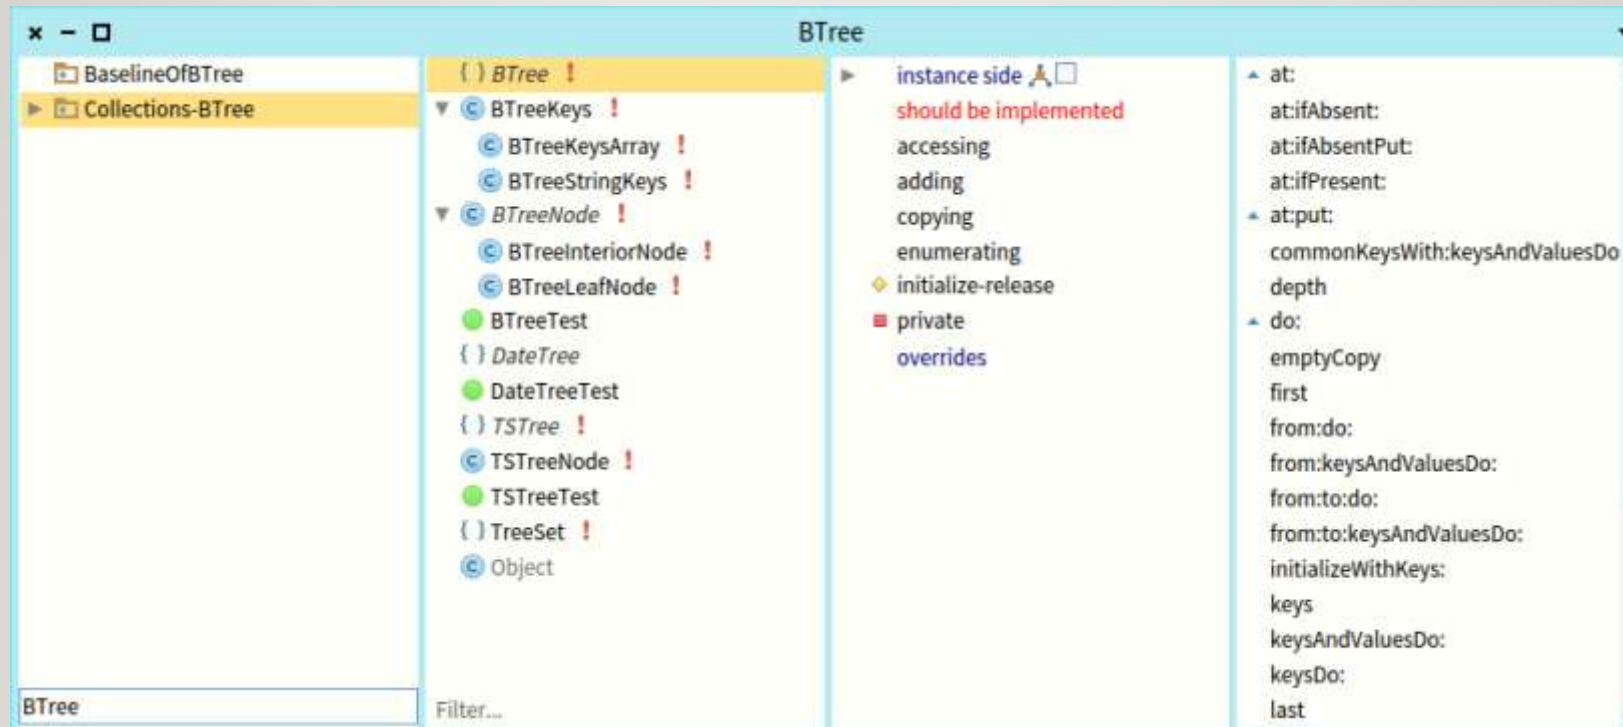 BTree
BaselineOfBTree
Collections-BTree
BTree
BTree !
BTreeKeys !
BTreeKeysArray !
BTreeStringKeys !
BTreeNode !
BTreeInteriorNode !
BTreeLeafNode !
BTreeTest
DateTree
DateTreeTest
TSTree !
TSTreeNode !
TSTreeTest
TreeSet !
Object
Filter...
instance side
should be implemented
accessing
adding
copying
enumerating
initialize-release
private
overrides
at:
at:ifAbsent:
at:ifAbsentPut:
at:ifPresent:
at:put:
commonKeysWith:keysAndValuesDo
depth
do:
emptyCopy
first
from:do:
from:keysAndValuesDo:
from:to:do:
from:to:keysAndValuesDo:
initializeWithKeys:
keys
keysAndValuesDo:
keysDo:
last